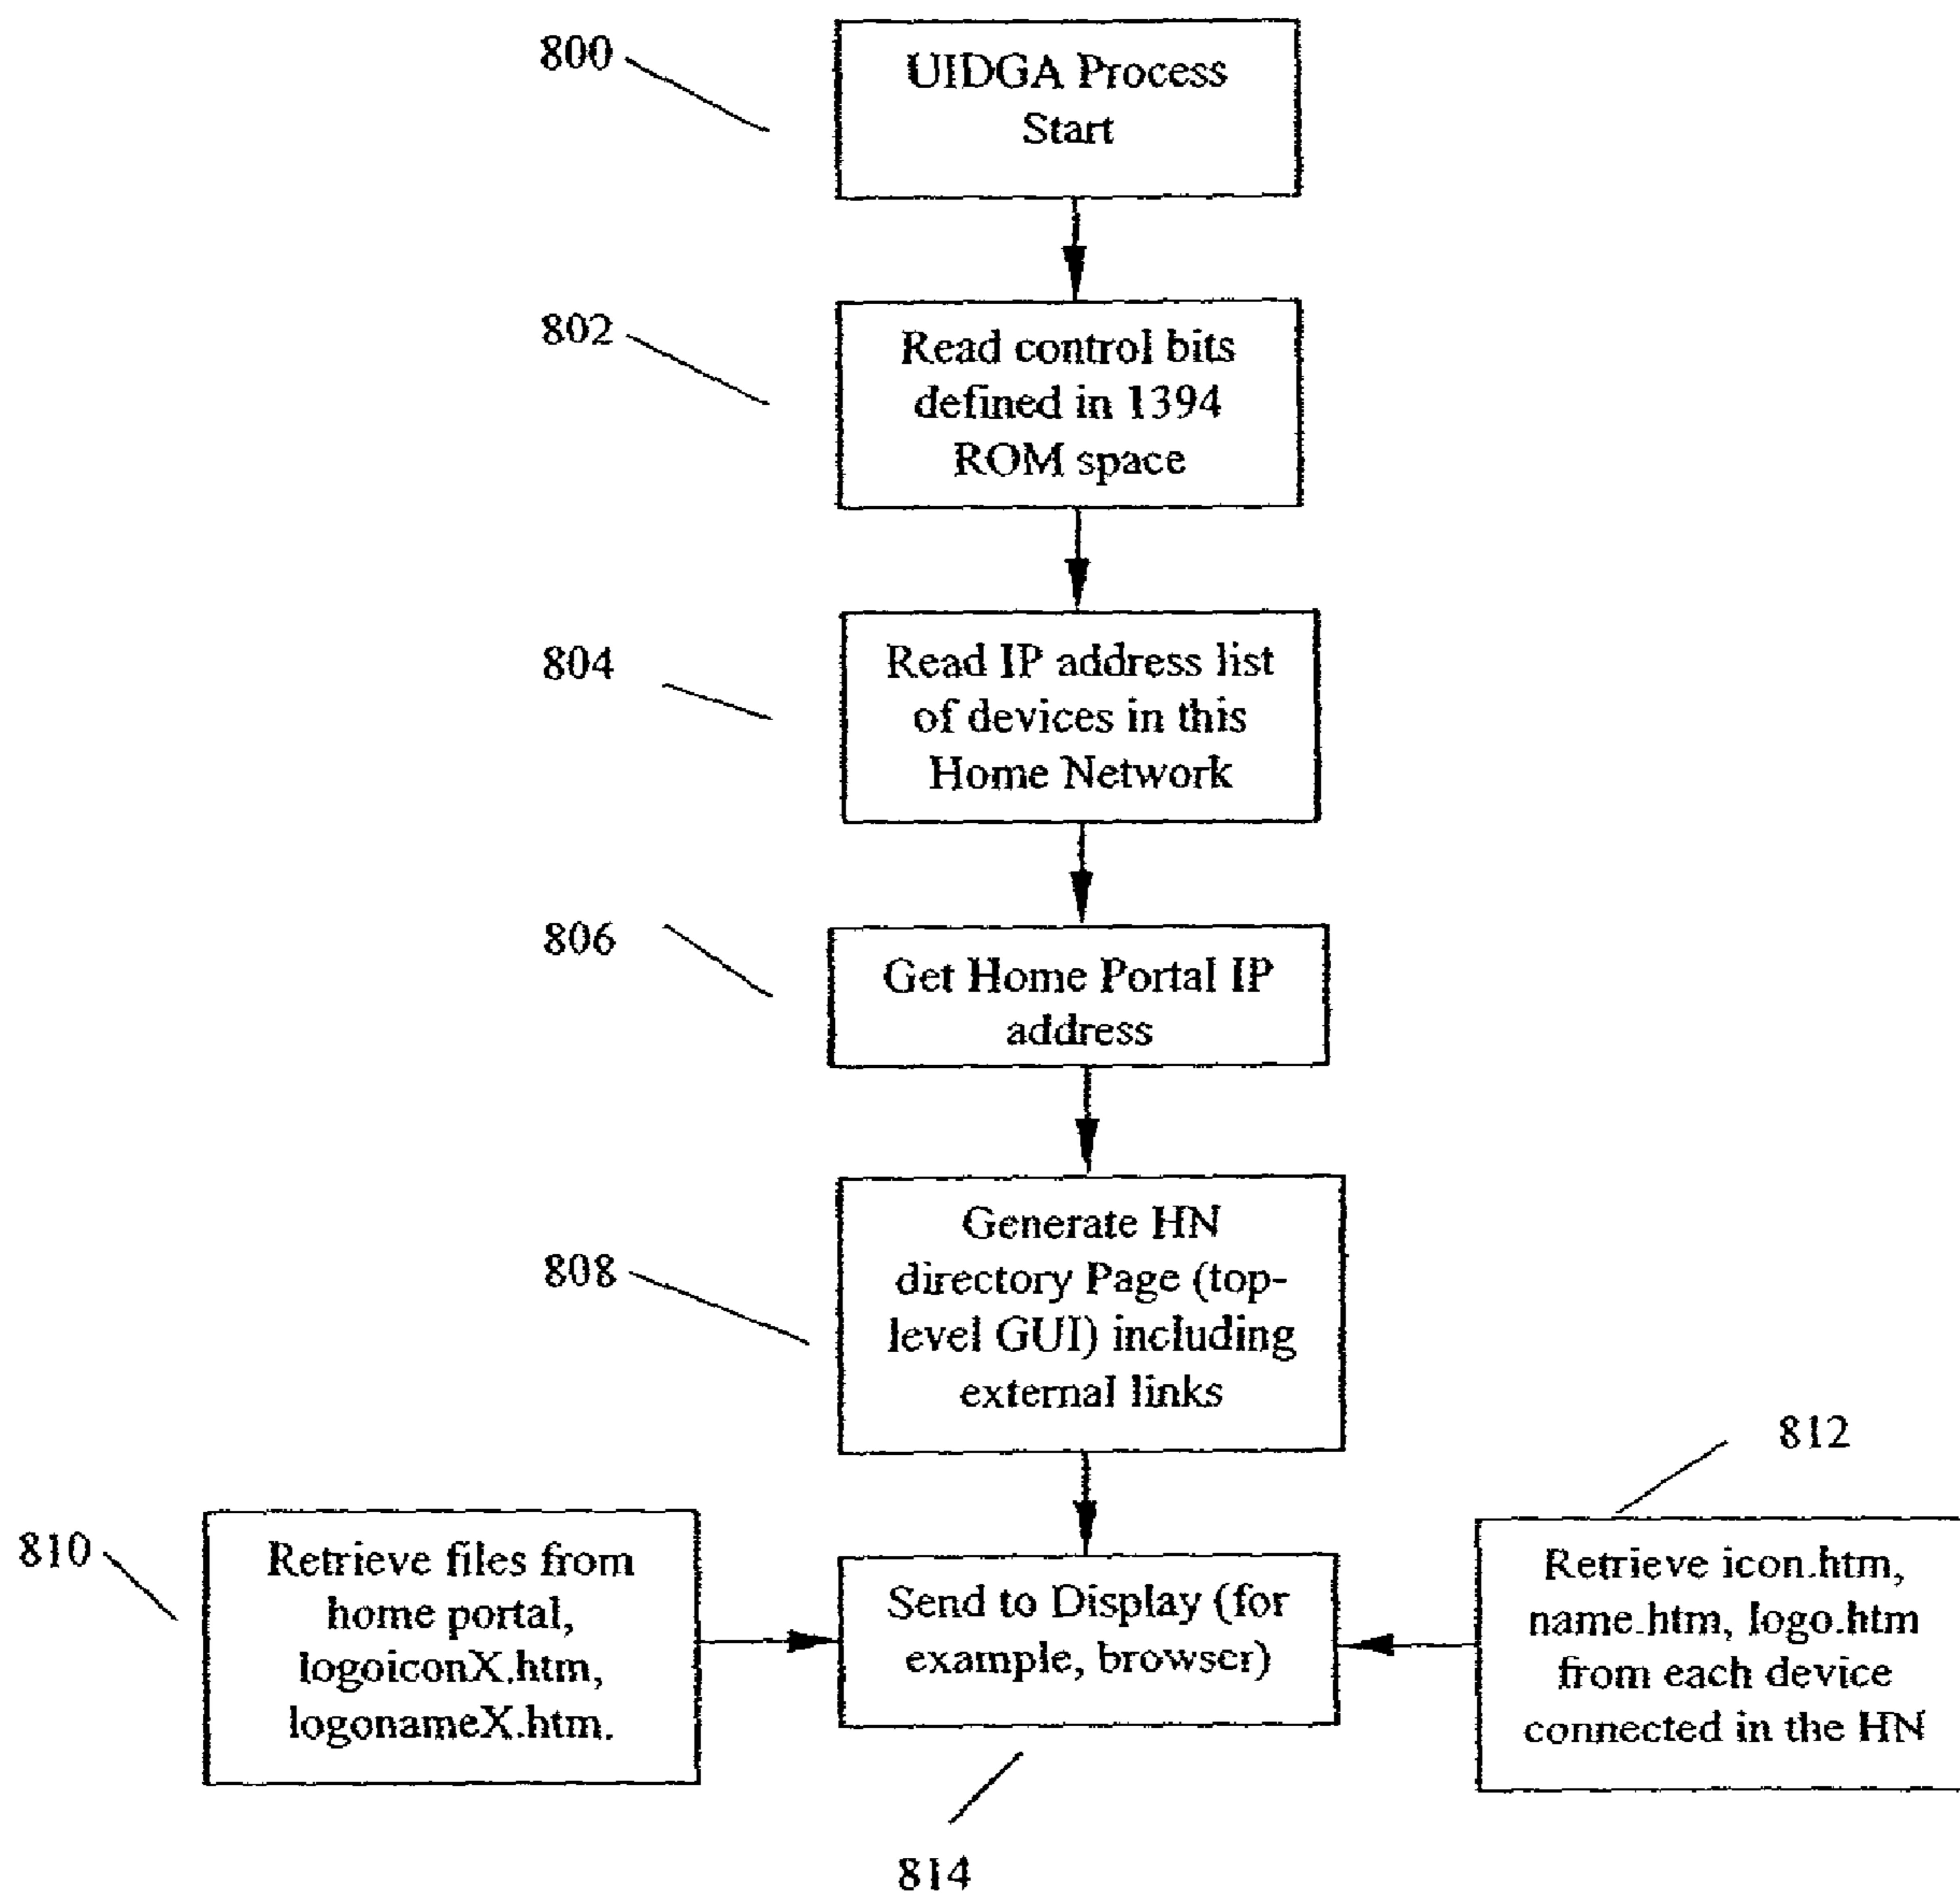 800
UIDGA Process
Start
802
Read control bits
defined in 1394
ROM space
804
Read IP address list
of devices in this
Home Network
806
Get Home Portal IP
address
808
Generate HN
directory Page (top-
level GUI) including
external links
810
Retrieve files from
home portal,
logoiconX.htm,
logonameX.htm.
Send to Display (for
example, browser)
814
812
Retrieve icon.htm,
name.htm, logo.htm
from each device
connected in the HN